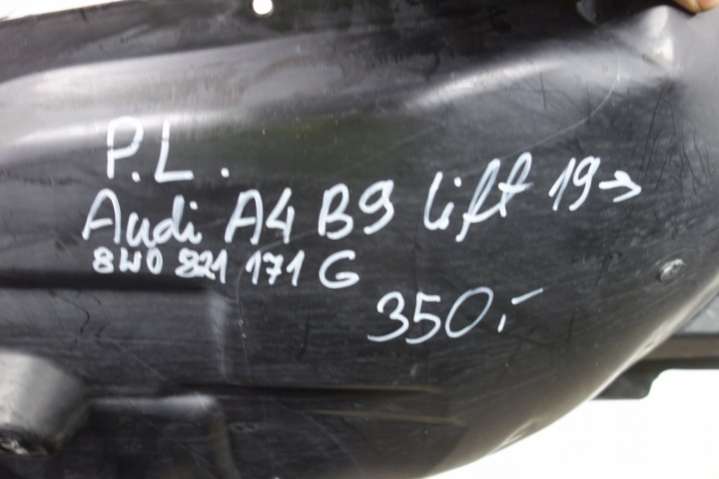 P.L.
Audi A4 B9 Lift 19→
8W0 821 171 G
350,-